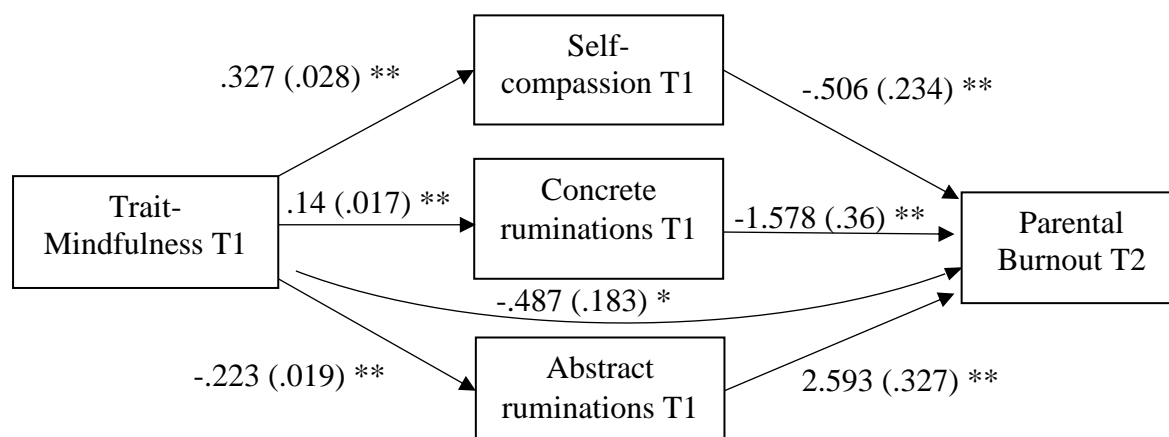 Self-
compassion T1
.327 (.028) **
-.506 (.234) **
Trait-
Mindfulness T1
.14 (.017) **
Concrete
ruminations T1
-1.578 (.36) **
Parental
Burnout T2
-.487 (.183) *
-.223 (.019) **
Abstract
ruminations T1
2.593 (.327) **